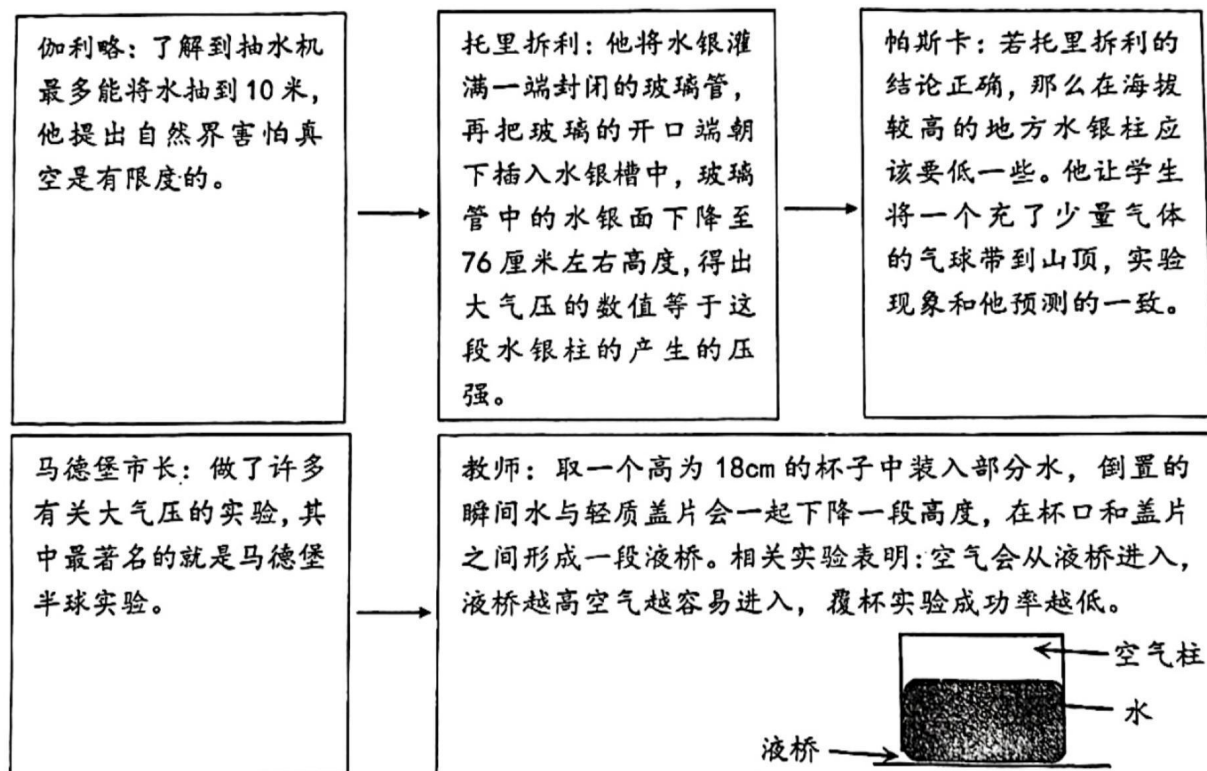 伽利略：了解到抽水机
最多能将水抽到10米，
他提出自然界害怕真
空是有限度的。
托里拆利：他将水银灌
满一端封闭的玻璃管，
再把玻璃的开口端朝
下插入水银槽中，玻璃
管中的水银面下降至
76厘米左右高度，得出
大气压的数值等于这
段水银柱的产生的压
强。
帕斯卡：若托里拆利的
结论正确，那么在海拔
较高的地方水银柱应
该要低一些。他让学生
将一个充了少量气体
的气球带到山顶，实验
现象和他预测的一致。
马德堡市长：做了许多
有关大气压的实验，其
中最著名的就是马德堡
半球实验。
教师：取一个高为18cm的杯子中装入部分水，倒置的
瞬间水与轻质盖片会一起下降一段高度，在杯口和盖片
之间形成一段液桥。相关实验表明：空气会从液桥进入，
液桥越高空气越容易进入，覆杯实验成功率越低。
空气柱
水
液桥